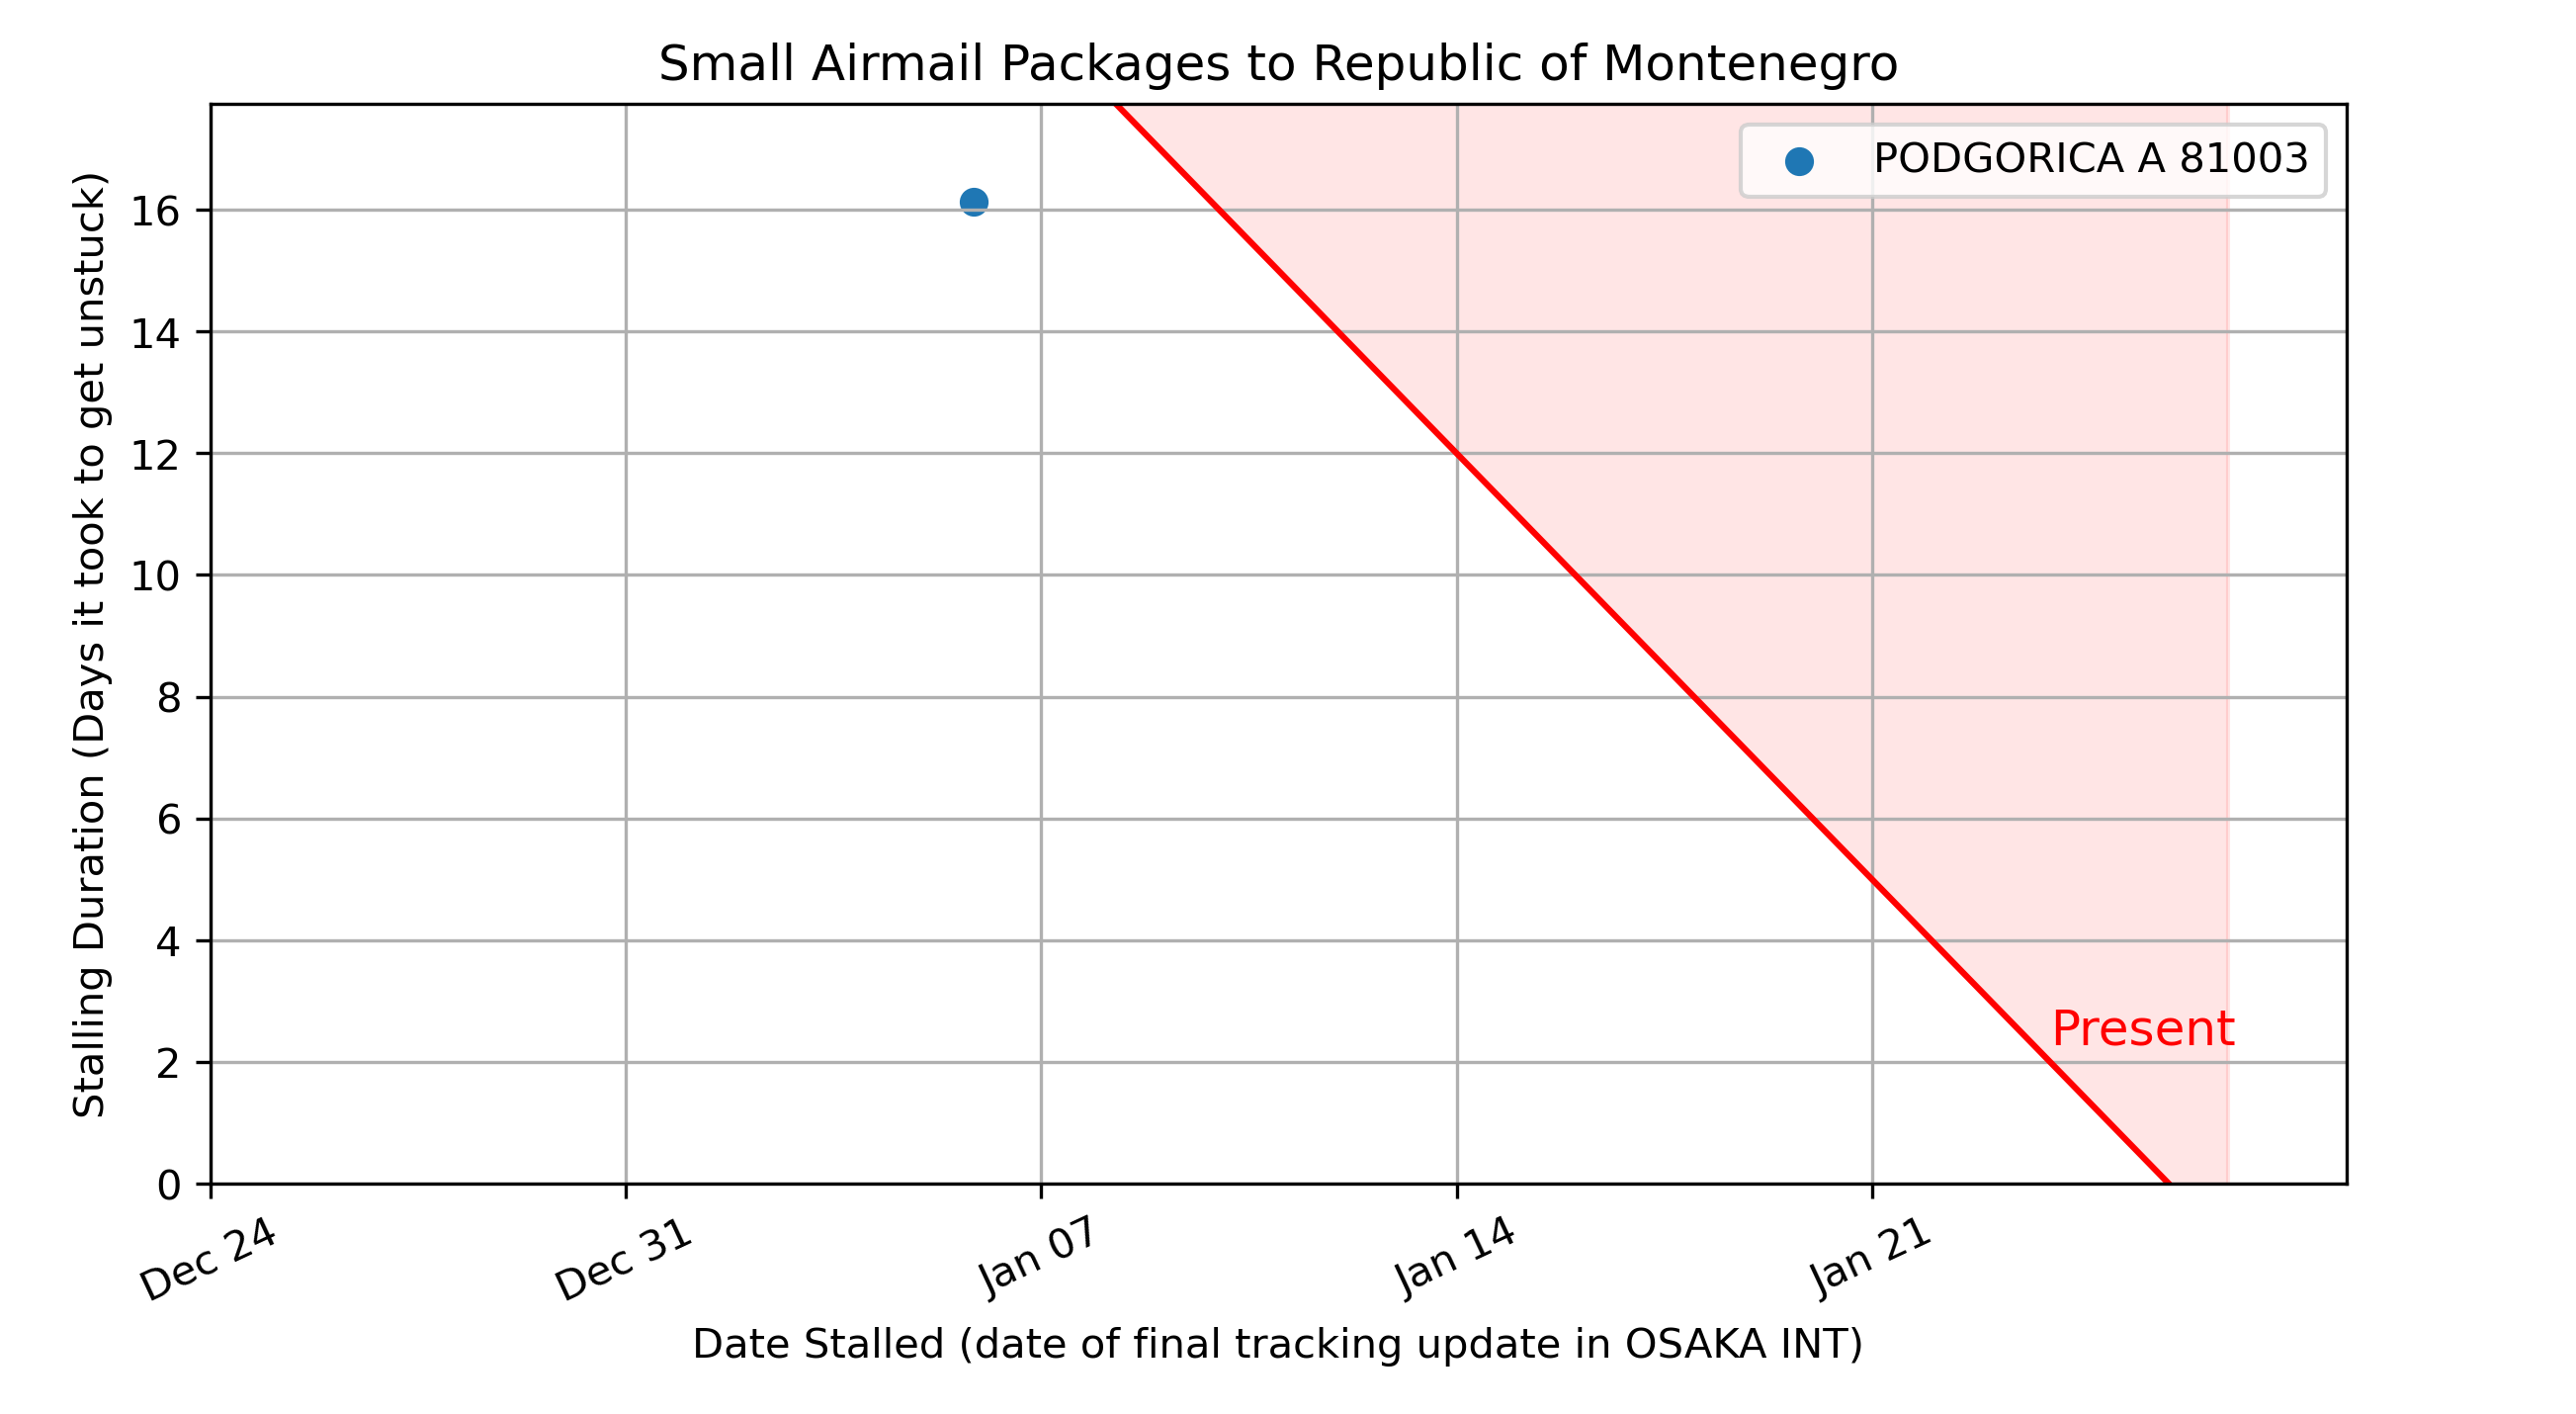 Small Airmail Packages to Republic of Montenegro
PODGORICA A 81003
Stalling Duration (Days it took to get unstuck)
16
14
12
10
8
6
4
2
0
Present
Dec 24
Dec 31
Jan 07
Jan 14
Jan 21
Date Stalled (date of final tracking update in OSAKA INT)